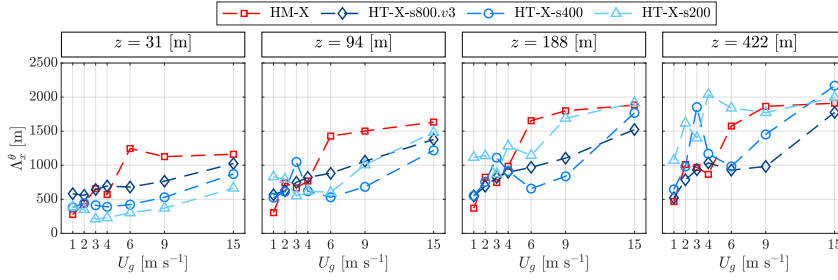 HM-X HT-X-s800.v3 HT-X-s400 HT-X-s200
z = 31 [m] z = 94 [m] z = 188 [m] z = 422 [m]
2500
2000
1500
1000
500
0
Λₓᶿ [m]
1 2 3 4 6 9 15 1 2 3 4 6 9 15 1 2 3 4 6 9 15 1 2 3 4 6 9 15
U_g [m s⁻¹] U_g [m s⁻¹] U_g [m s⁻¹] U_g [m s⁻¹]